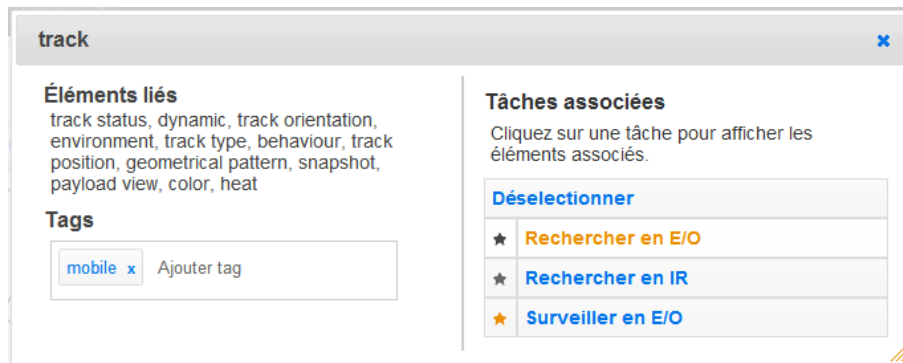 track
Éléments liés
track status, dynamic, track orientation,
environment, track type, behaviour, track
position, geometrical pattern, snapshot,
payload view, color, heat
Tags
mobile x Ajouter tag
Tâches associées
Cliquez sur une tâche pour afficher les
éléments associés.
Déselectionner
Rechercher en E/O
Rechercher en IR
Surveiller en E/O